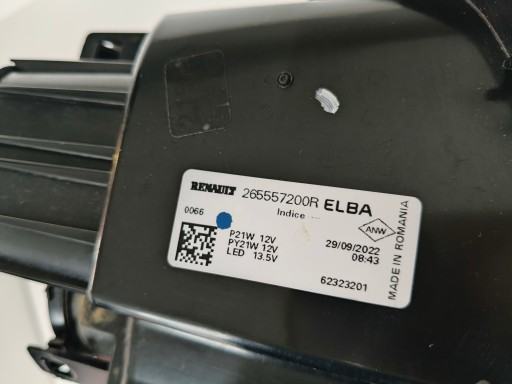 RENAULT 265557200R ELBA
Indice --
0066
ANW
P21W 12V
PY21W 12V
LED 13.5V
29/09/2022
08:43
62323201
MADE IN ROMANIA